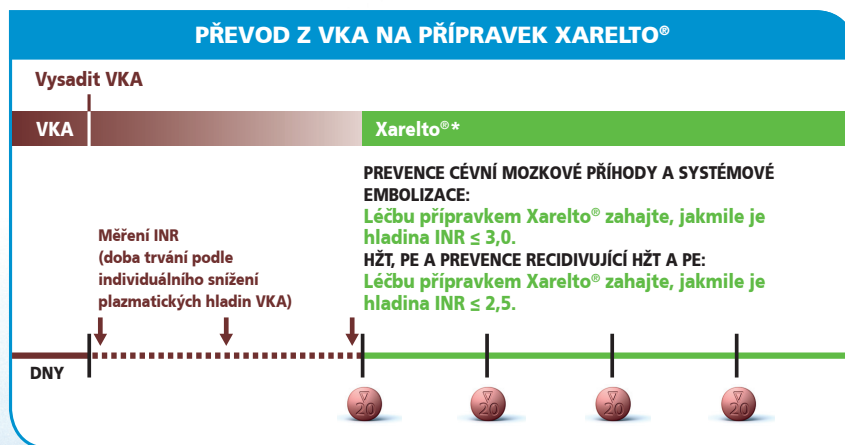 PŘEVOD Z VKA NA PŘÍPRAVEK XARELTO®
Vysadit VKA
VKA
Xarelto®*
PREVENCE CÉVNÍ MOZKOVÉ PŘÍHODY A SYSTÉMOVÉ
EMBOLIZACE:
Léčbu přípravkem Xarelto® zahajte, jakmile je
hladina INR ≤ 3,0.
HŽT, PE A PREVENCE RECIDIVUJÍCÍ HŽT A PE:
Léčbu přípravkem Xarelto® zahajte, jakmile je
hladina INR ≤ 2,5.
Měření INR
(doba trvání podle
individuálního snížení
plazmatických hladin VKA)
DNY
20
20
20
20